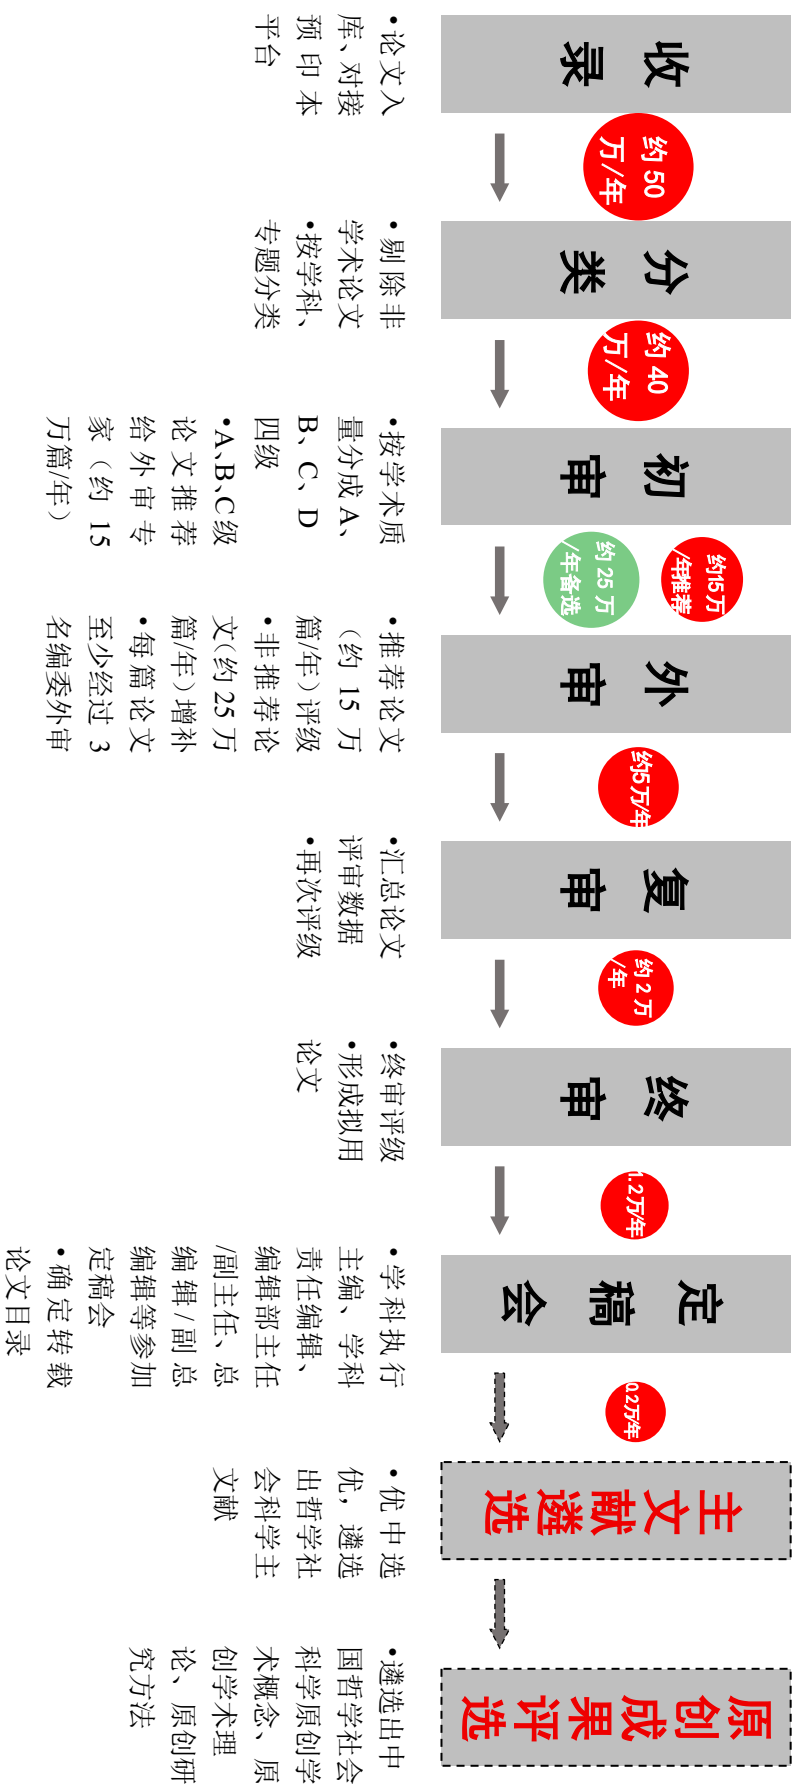 收录
约50
万/年
分类
约40
万/年
初审
约15万
/年推荐
约25万
/年备选
外审
约5万/年
复审
约2万
/年
终审
1.2万/年
定稿会
0.2万/年
主文献遴选
原创成果评选
•论文入
库、对接
预印本
平台
•剔除非
学术论文
•按学科、
专题分类
•按学术质
量分成A、
B、C、D
四级
•A、B、C级
论文推荐
给外审专
家（约15
万篇/年）
•推荐论文
（约15万
篇/年）评级
•非推荐论
文（约25万
篇/年）增补
•每篇论文
至少经过3
名编委外审
•汇总论文
评审数据
•再次评级
•终审评级
•形成拟用
论文
•学科执行
主编、学科
责任编辑、
编辑部主任
/副主任、总
编辑/副总
编辑等参加
定稿会
•确定转载
论文目录
•优中选
优，遴选
出哲学社
会科学主
文献
•遴选出中
国哲学社会
科学原创学
术概念、原
创学术理
论、原创研
究方法